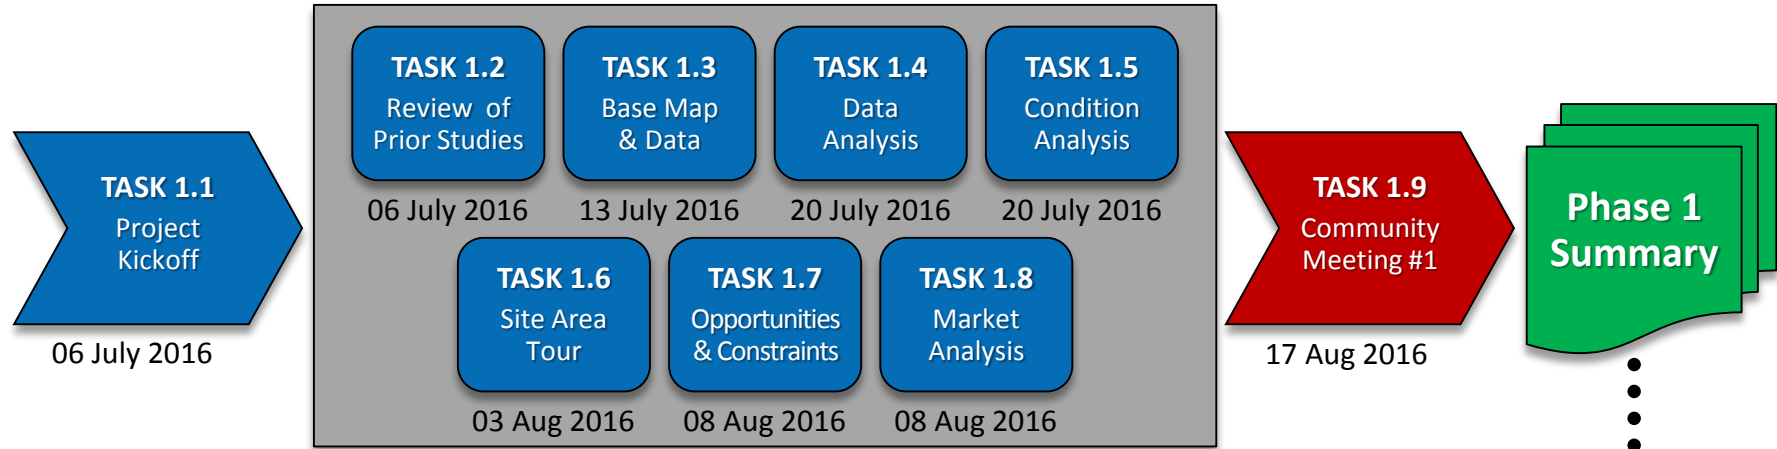 TASK 1.1
Project
Kickoff
06 July 2016
TASK 1.2
Review of
Prior Studies
06 July 2016
TASK 1.3
Base Map
& Data
13 July 2016
TASK 1.4
Data
Analysis
20 July 2016
TASK 1.5
Condition
Analysis
20 July 2016
TASK 1.6
Site Area
Tour
03 Aug 2016
TASK 1.7
Opportunities
& Constraints
08 Aug 2016
TASK 1.8
Market
Analysis
08 Aug 2016
TASK 1.9
Community
Meeting #1
17 Aug 2016
Phase 1
Summary